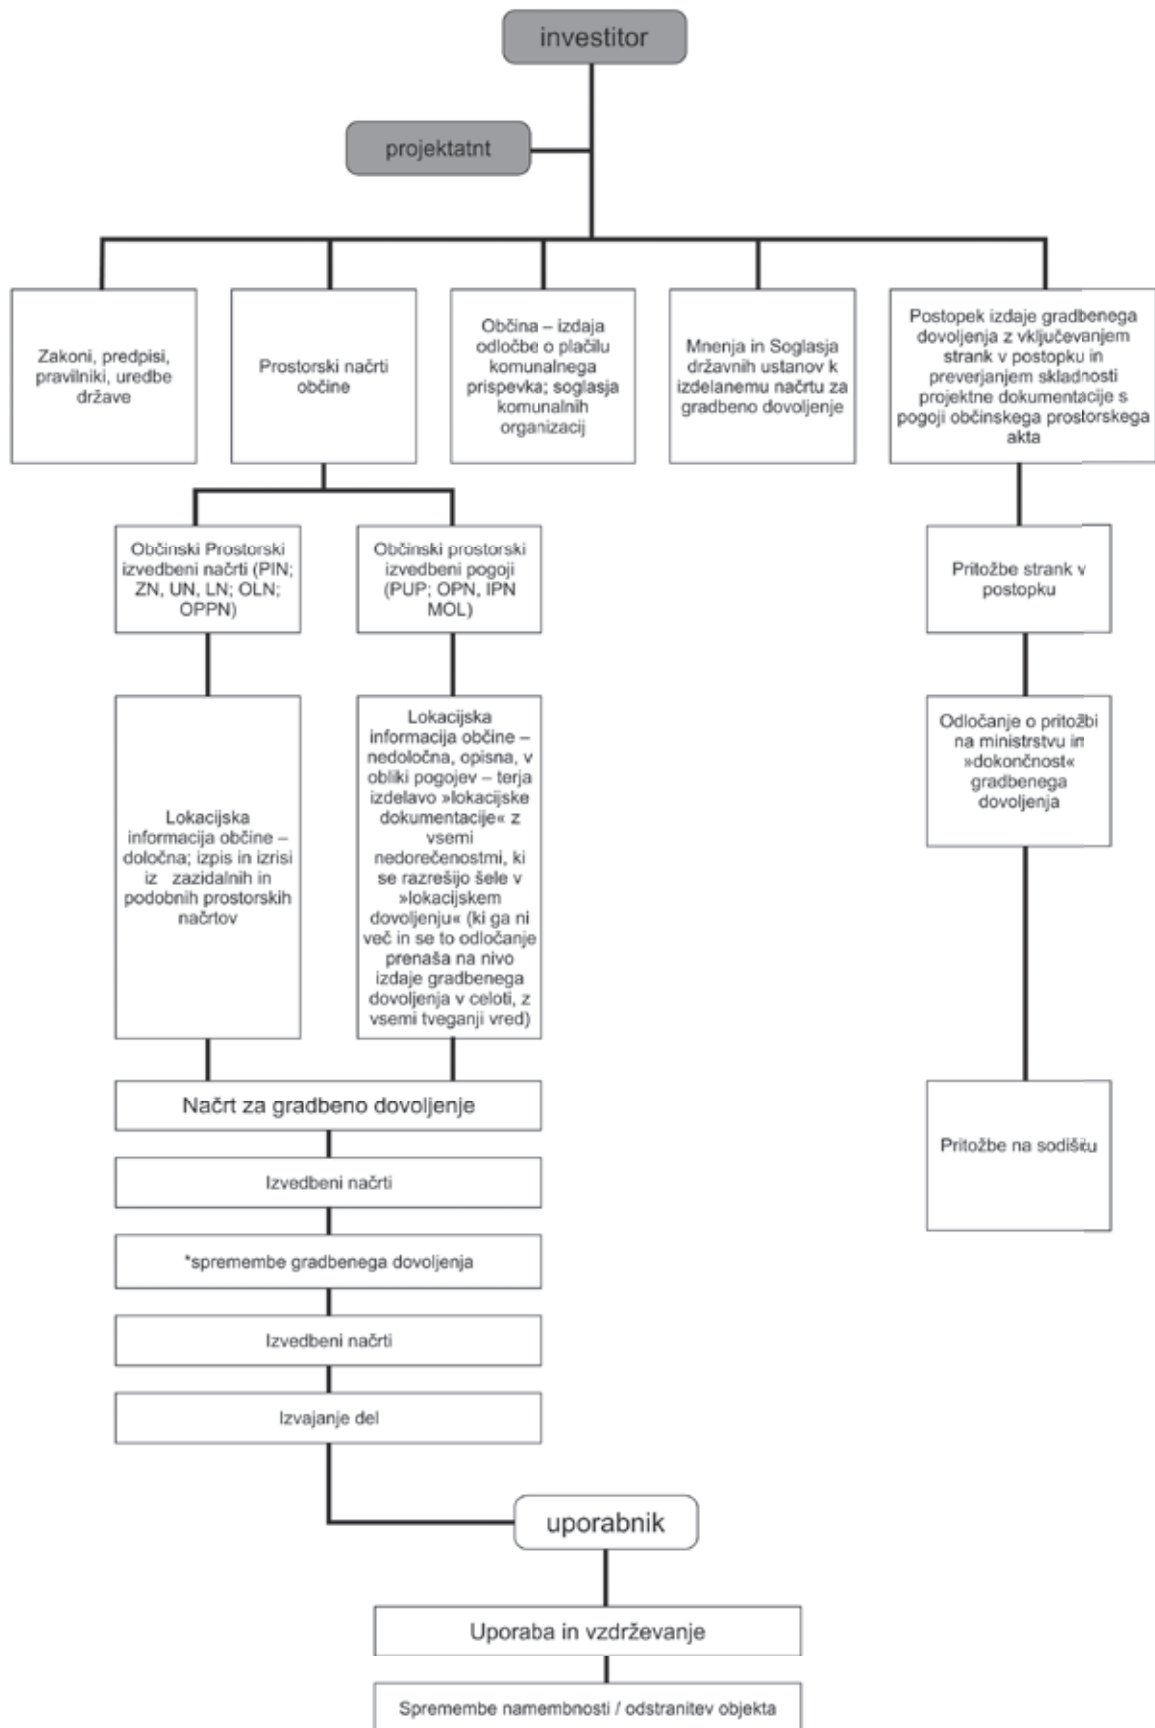 investitor
projektatnt
Zakoni, predpisi,
pravilniki, uredbe
države
Prostorski načrti
občine
Občina – izdaja
odločbe o plačilu
komunalnega
prispevka; soglasja
komunalnih
organizacij
Mnenja in Soglasja
državnih ustanov k
izdelanemu načrtu za
gradbeno dovoljenje
Postopek izdaje gradbenega
dovoljenja z vključevanjem
strank v postopku in
preverjanjem skladnosti
projektne dokumentacije s
pogoji občinskega prostorskega
akta
Občinski Prostorski
izvedbeni načrti (PIN;
ZN, UN, LN; OLN;
OPPN)
Občinski prostorski
izvedbeni pogoji
(PUP; OPN, IPN
MOL)
Pritožbe strank v
postopku
Lokacijska
informacija občine –
določna; izpis in izrisi
iz zazidalnih in
podobnih prostorskih
načrtov
Lokacijska
informacija občine –
nedoločna, opisna, v
obliki pogojev – terja
izdelavo »lokacijske
dokumentacije« z
vsemi
nedorečenostmi, ki
se razrešijo šele v
»lokacijskem
dovoljenju« (ki ga ni
več in se to odločanje
prenaša na nivo
izdaje gradbenega
dovoljenja v celoti, z
vsemi tveganji vred)
Odločanje o pritožbi
na ministrstvu in
»dokončnost«
gradbenega
dovoljenja
Načrt za gradbeno dovoljenje
Izvedbeni načrti
*spremembe gradbenega dovoljenja
Izvedbeni načrti
Izvajanje del
Pritožbe na sodišču
uporabnik
Uporaba in vzdrževanje
Spremembe namembnosti / odstranitev objekta